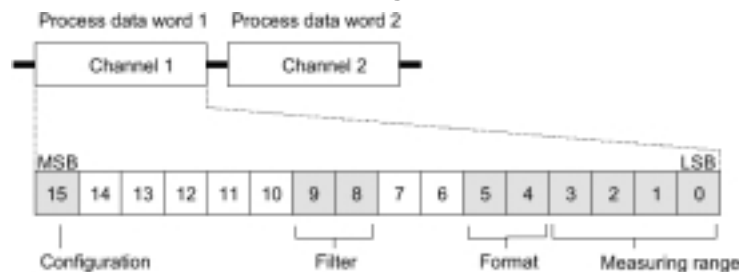 Process data word 1 Process data word 2
Channel 1 Channel 2
MSB LSB
15 14 13 12 11 10 9 8 7 6 5 4 3 2 1 0
Configuration Filter Format Measuring range